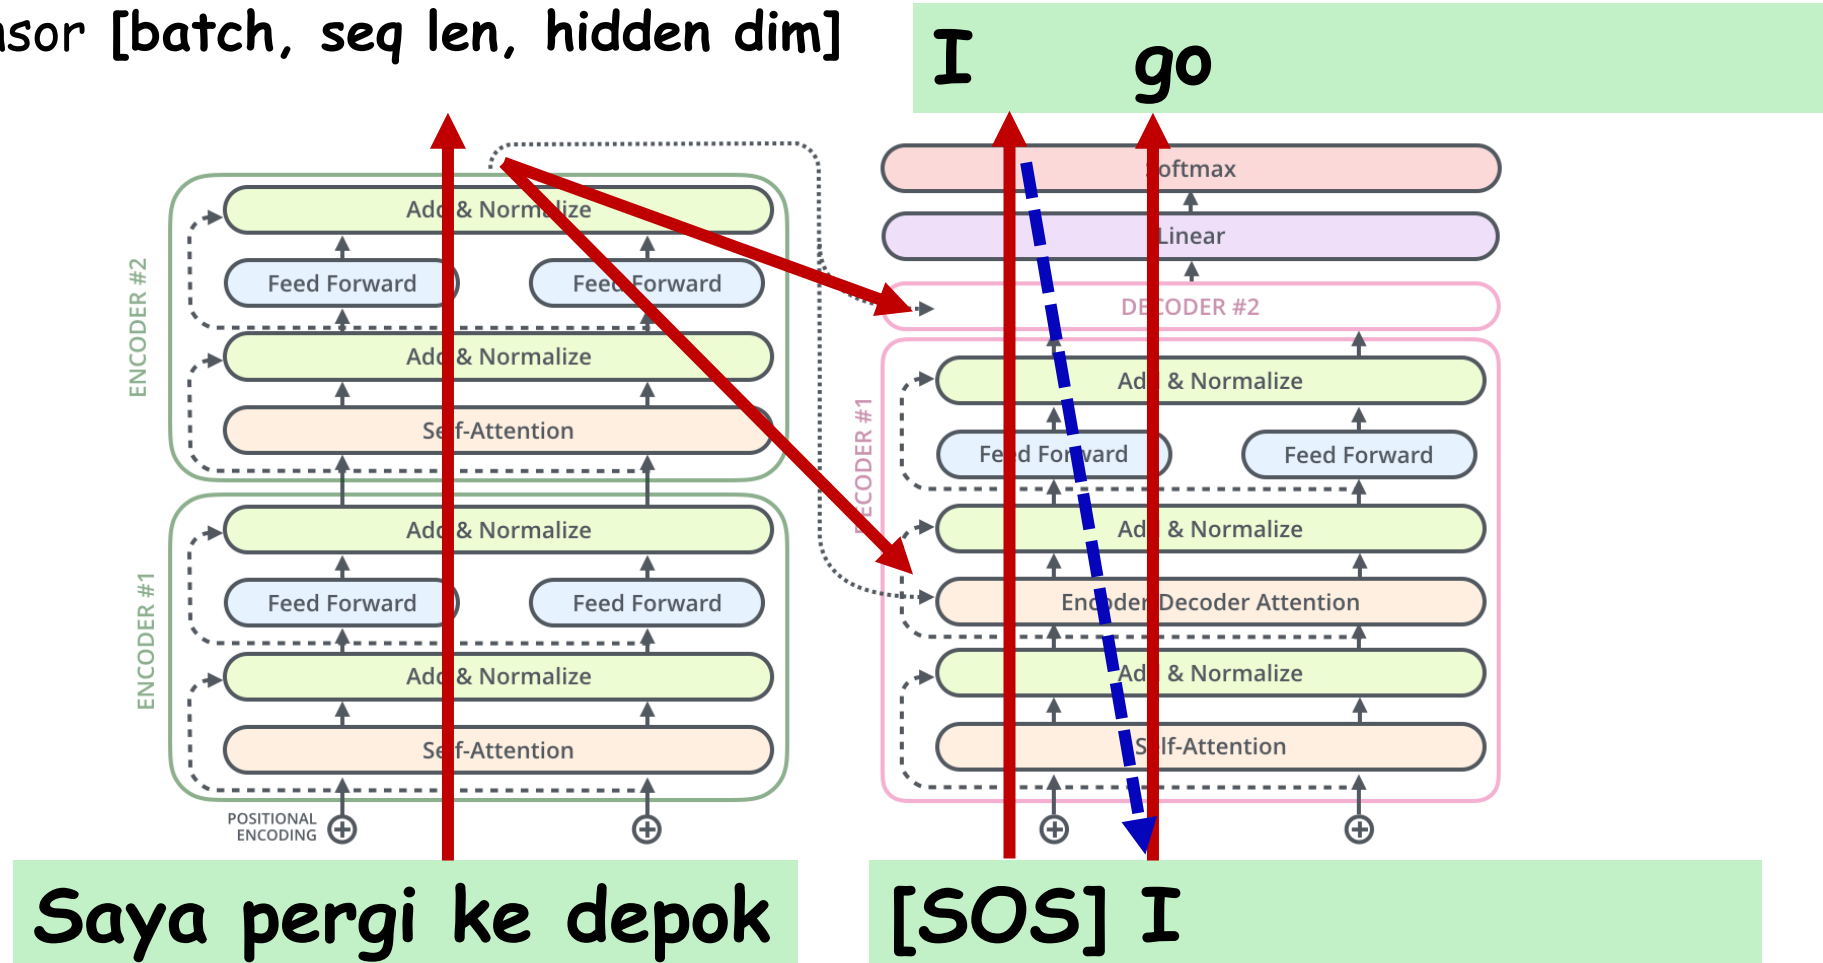 [batch, seq len, hidden dim]
I go
ENCODER #2
Add & Normalize
Feed Forward Feed Forward
Add & Normalize
Self-Attention
ENCODER #1
Add & Normalize
Feed Forward Feed Forward
Add & Normalize
Self-Attention
POSITIONAL
ENCODING
Saya pergi ke depok
Softmax
Linear
DECODER #2
DECODER #1
Add & Normalize
Feed Forward Feed Forward
Add & Normalize
Encoder-Decoder Attention
Add & Normalize
Self-Attention
[SOS] I